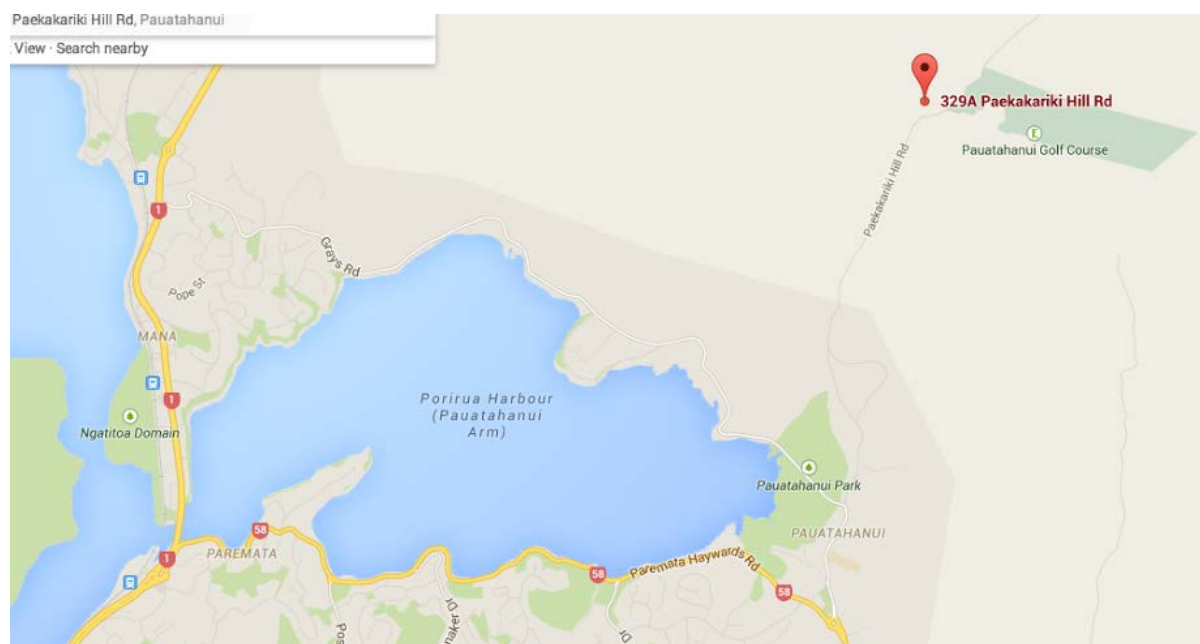 Paekakariki Hill Rd, Pauatahanui
View · Search nearby
329A Paekakariki Hill Rd
Pauatahanui Golf Course
Paekakariki Hill Rd
1
Grays Rd
Pope St
MANA
1
Ngatitoa Domain
Porirua Harbour
(Pauatahanui
Arm)
Pauatahanui Park
PAUATAHANUI
58
PAREMATA
1
Paremata Haywards Rd
58
58
Dr